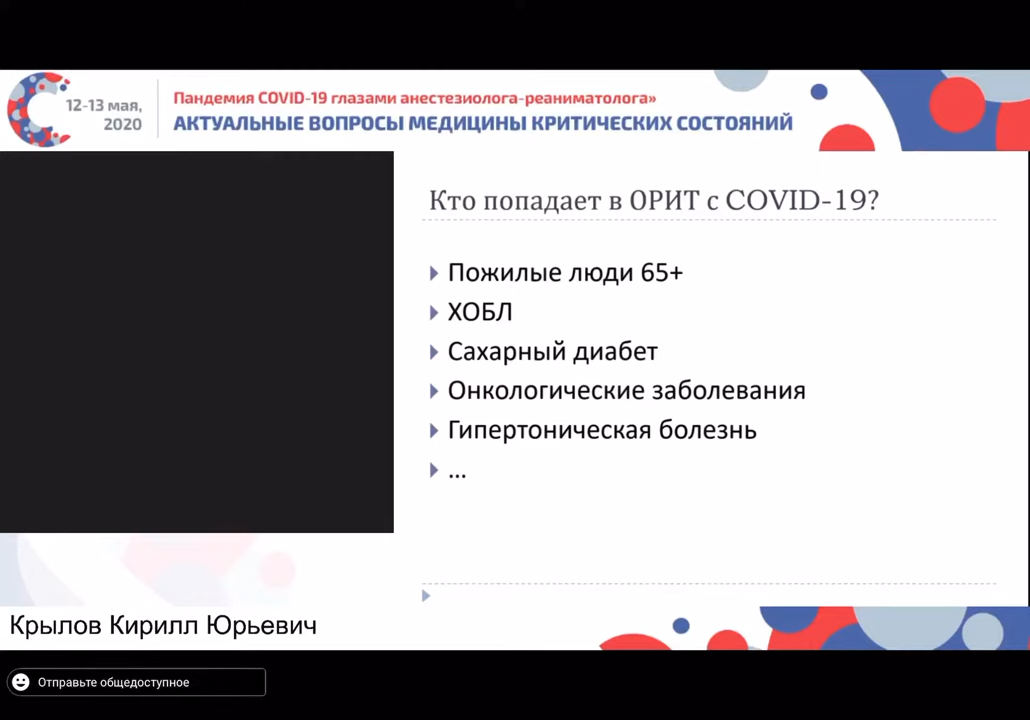 12-13 мая,
2020
Пандемия COVID-19 глазами анестезиолога-реаниматолога»
АКТУАЛЬНЫЕ ВОПРОСЫ МЕДИЦИНЫ КРИТИЧЕСКИХ СОСТОЯНИЙ
Кто попадает в ОРИТ с COVID-19?
Пожилые люди 65+
ХОБЛ
Сахарный диабет
Онкологические заболевания
Гипертоническая болезнь
...
Крылов Кирилл Юрьевич
Отправьте общедоступное